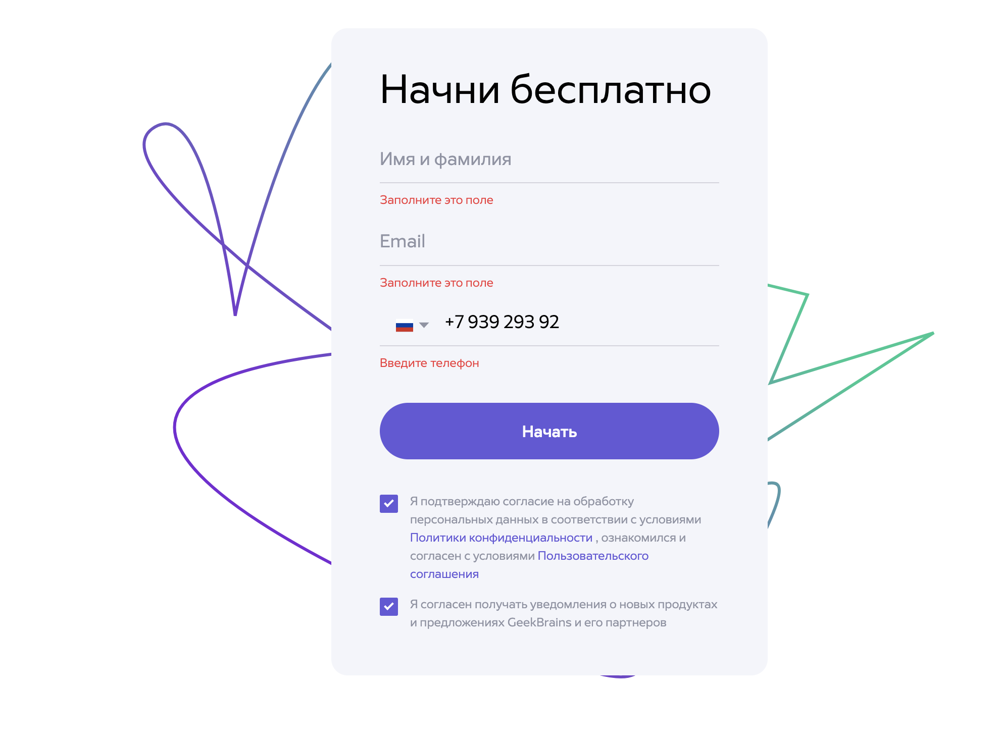 Начни бесплатно
Имя и фамилия
Заполните это поле
Email
Заполните это поле
+7 939 293 92
Введите телефон
Начать
Я подтверждаю согласие на обработку
персональных данных в соответствии с условиями
Политики конфиденциальности , ознакомился и
согласен с условиями Пользовательского
соглашения
Я согласен получать уведомления о новых продуктах
и предложениях GeekBrains и его партнеров